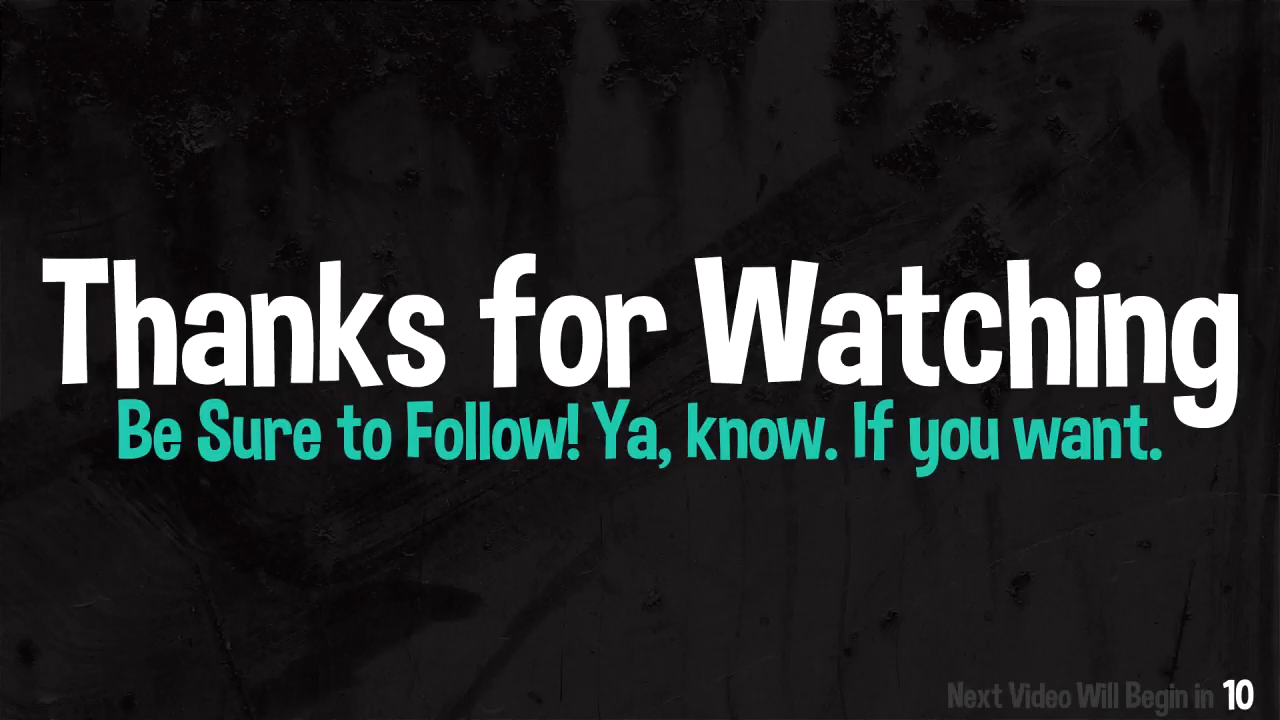 Thanks for Watching
Be Sure to Follow! Ya, know. If you want.
Next Video Will Begin in 10